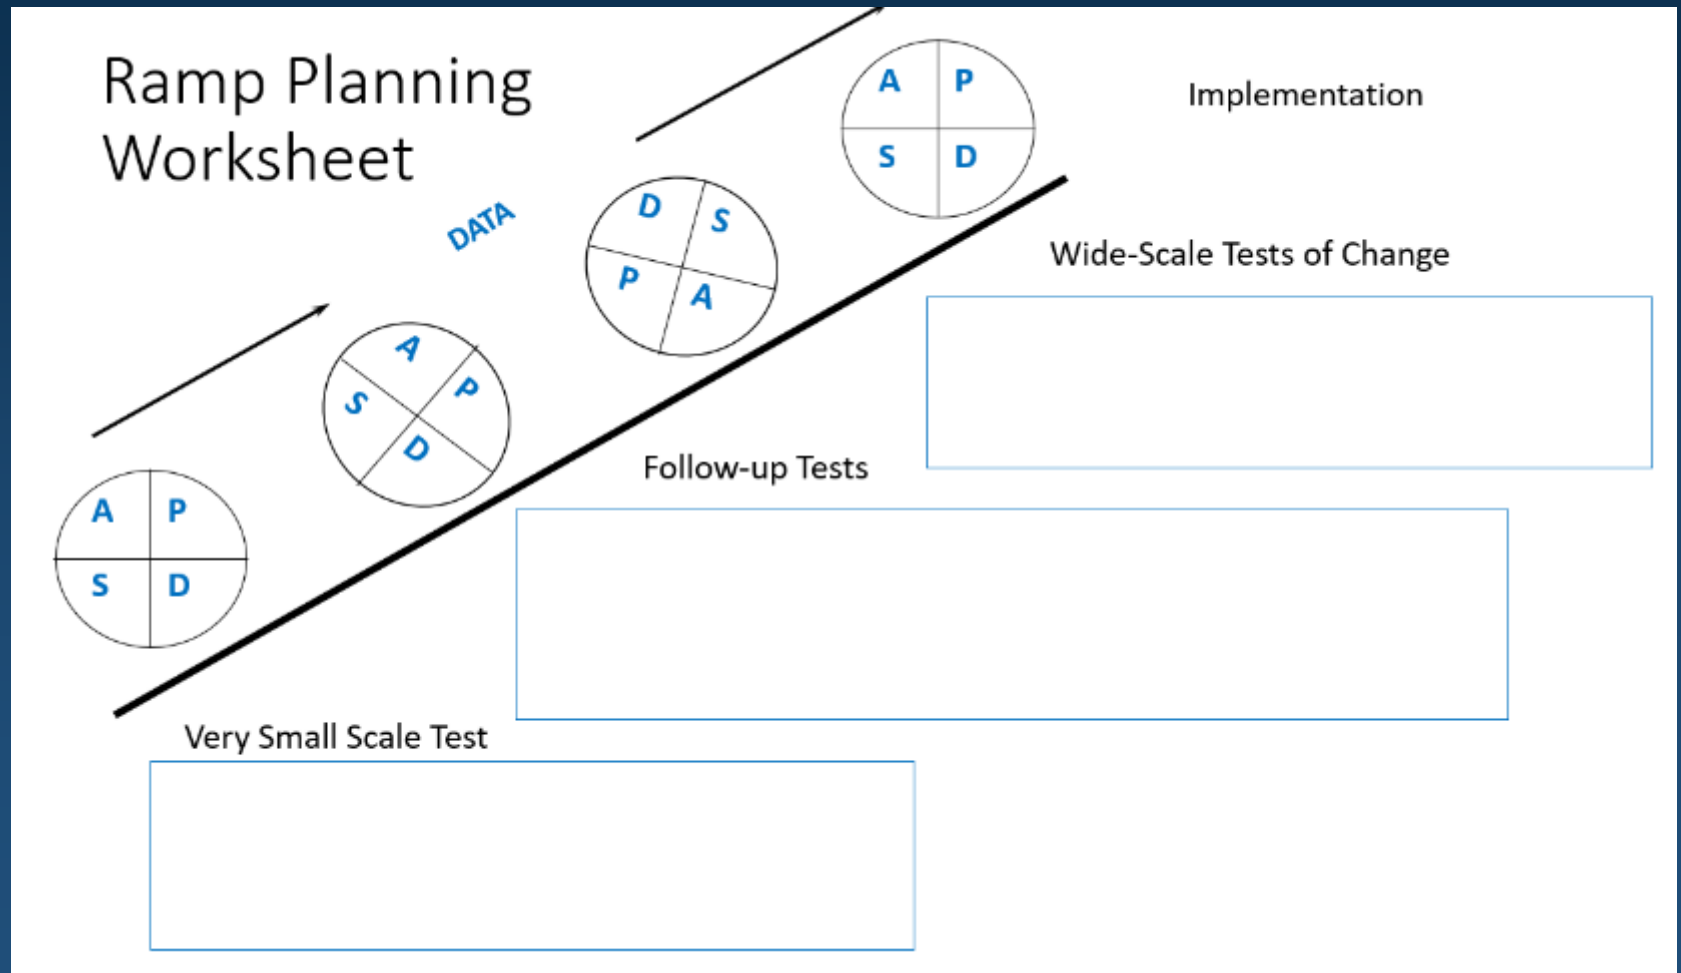 Ramp Planning
Worksheet
A P
S D
Implementation
DATA
D S
P A
Wide-Scale Tests of Change
A
P
S
D
Follow-up Tests
A P
S D
Very Small Scale Test